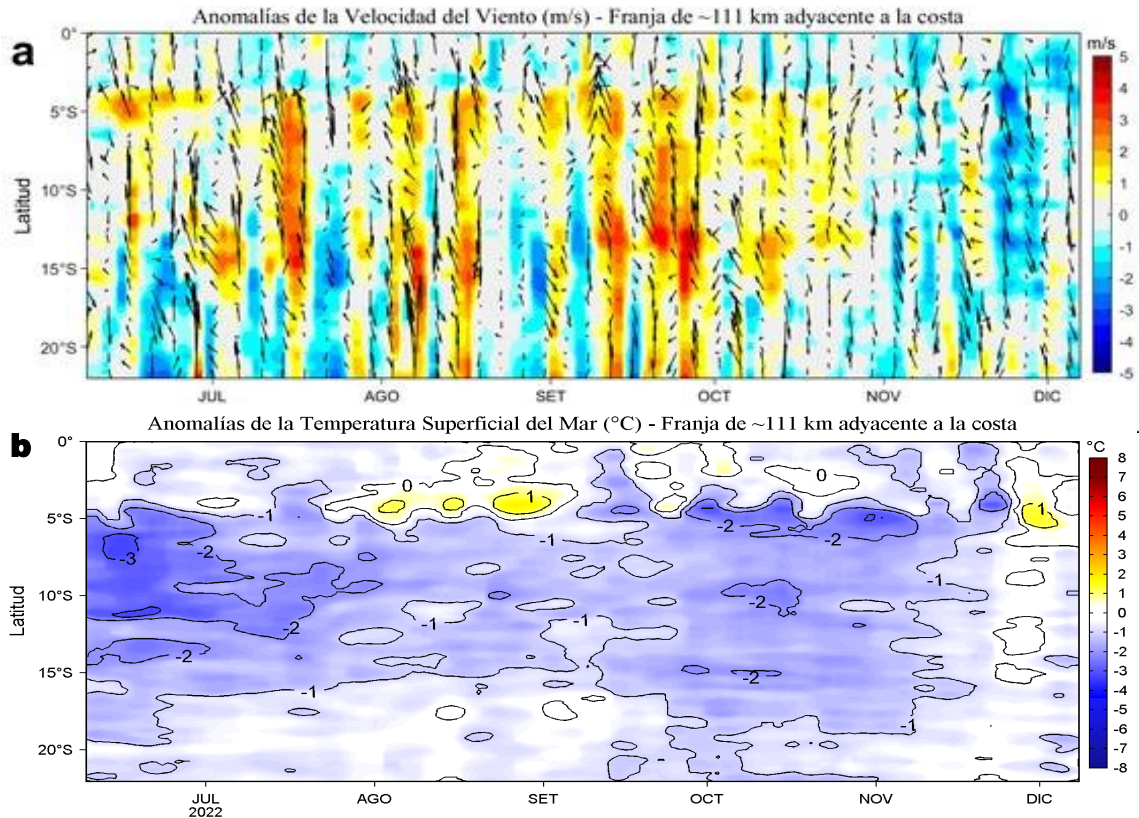 Anomalías de la Velocidad del Viento (m/s) - Franja de ~111 km adyacente a la costa
a
0°
5°S
10°S
15°S
20°S
Latitud
JUL
AGO
SET
OCT
NOV
DIC
m/s
5
4
3
2
1
0
-1
-2
-3
-4
-5
Anomalías de la Temperatura Superficial del Mar (°C) - Franja de ~111 km adyacente a la costa
b
0°
5°S
10°S
15°S
20°S
Latitud
0
0
-1
1
1
-1
-2
-2
-2
-3
-1
-2
-1
-1
-2
-2
-2
-1
-1
JUL
2022
AGO
SET
OCT
NOV
DIC
°C
8
7
6
5
4
3
2
1
0
-1
-2
-3
-4
-5
-6
-7
-8